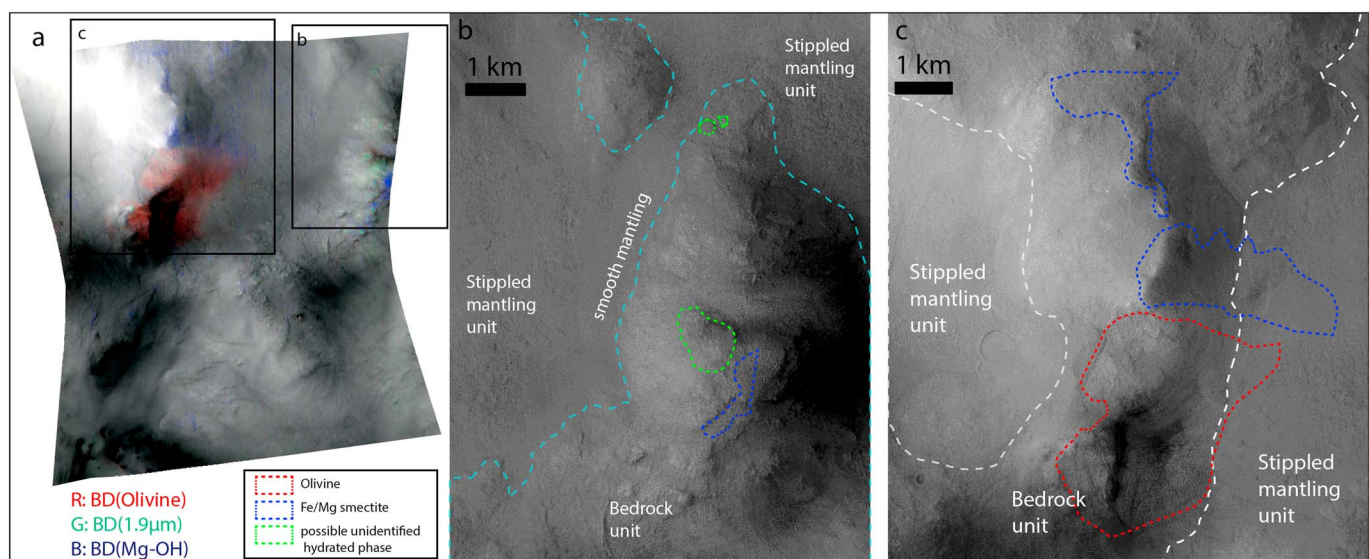 a
c
b
R: BD(Olivine)
G: BD(1.9µm)
B: BD(Mg-OH)
Olivine
Fe/Mg smectite
possible unidentified
hydrated phase
b
1 km
Stippled
mantling
unit
smooth mantling
Stippled
mantling
unit
Bedrock
unit
c
1 km
Stippled
mantling
unit
Bedrock
unit
Stippled
mantling
unit